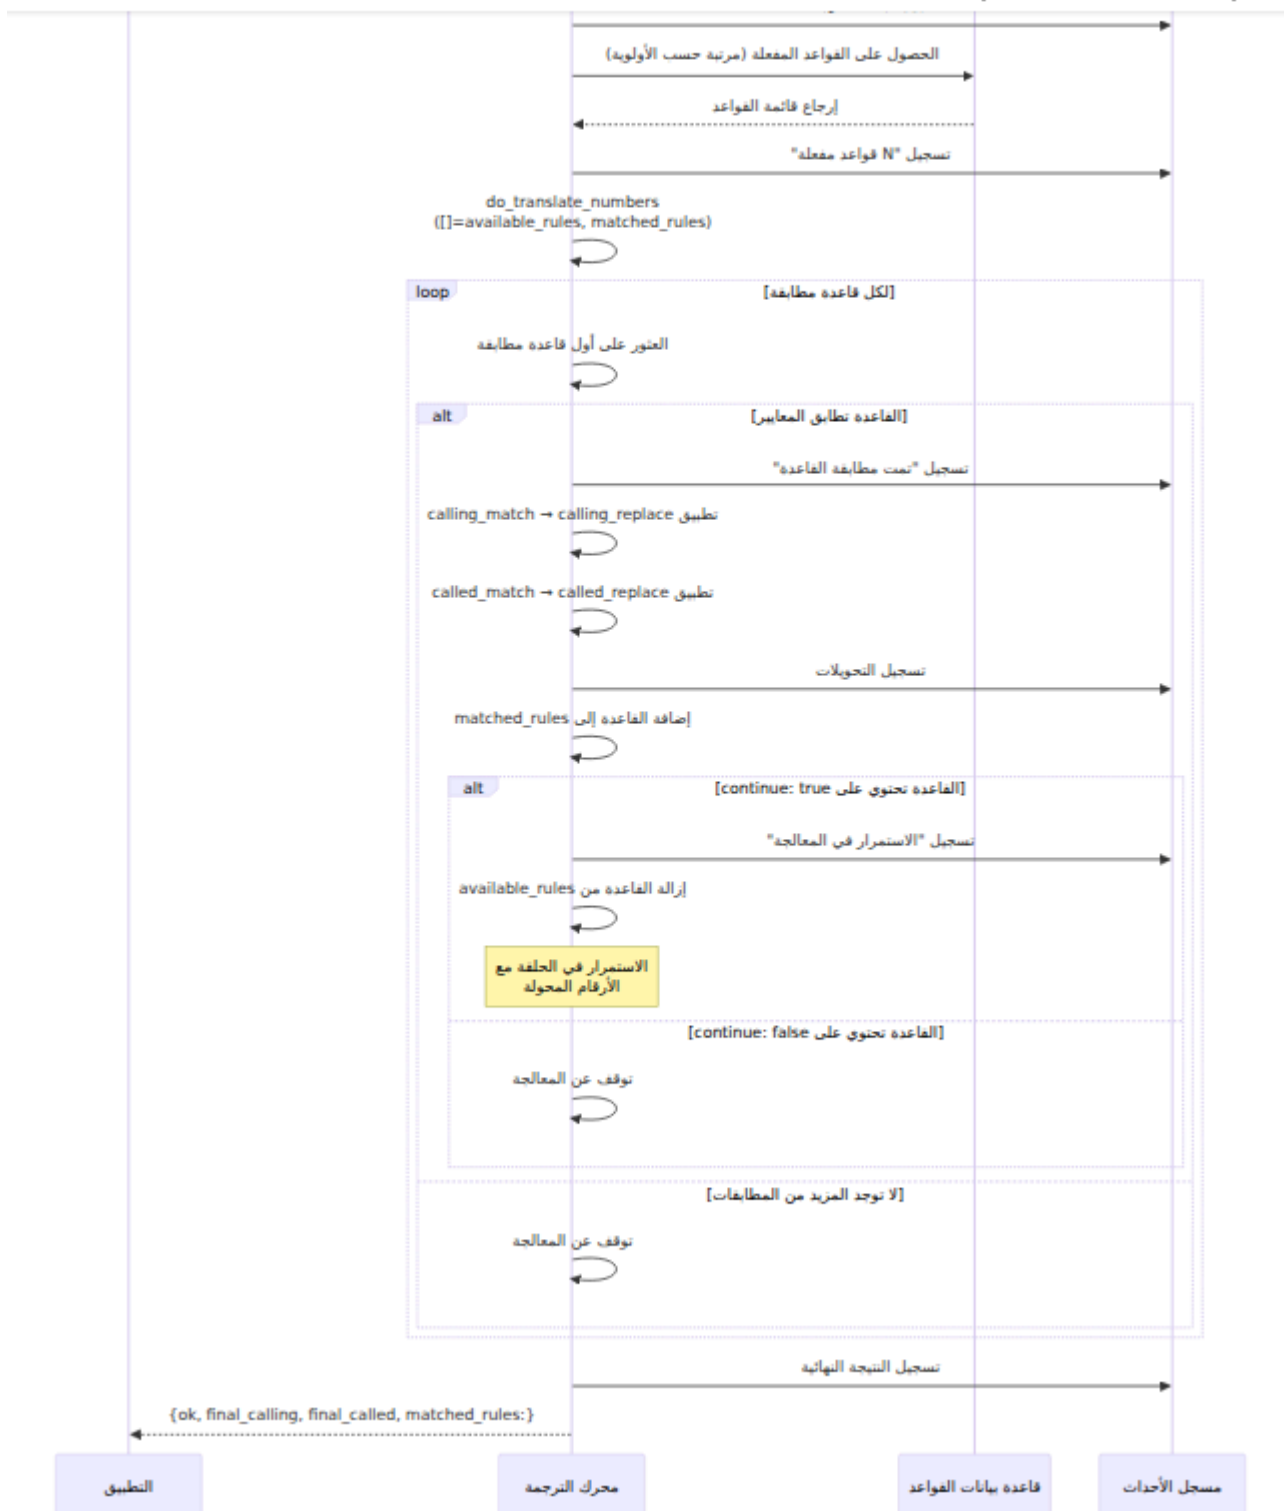 الحصول على القواعد المفعلة (مرتبة حسب الأولوية)
إرجاع قائمة القواعد
تسجيل "N قواعد مفعلة"
do_translate_numbers
([]=available_rules, matched_rules)
loop
[لكل قاعدة مطابقة]
العثور على أول قاعدة مطابقة
alt
[القاعدة تطابق المعايير]
تسجيل "تمت مطابقة القاعدة"
تطبيق calling_match → calling_replace
تطبيق called_match → called_replace
تسجيل التحويلات
إضافة القاعدة إلى matched_rules
alt
[القاعدة تحتوي على continue: true]
تسجيل "الاستمرار في المعالجة"
إزالة القاعدة من available_rules
الاستمرار في الحلقة مع
الأرقام المحولة
[القاعدة تحتوي على continue: false]
توقف عن المعالجة
[لا توجد المزيد من المطابقات]
توقف عن المعالجة
تسجيل النتيجة النهائية
{ok, final_calling, final_called, matched_rules:}
التطبيق
محرك الترجمة
قاعدة بيانات القواعد
مسجل الأحداث